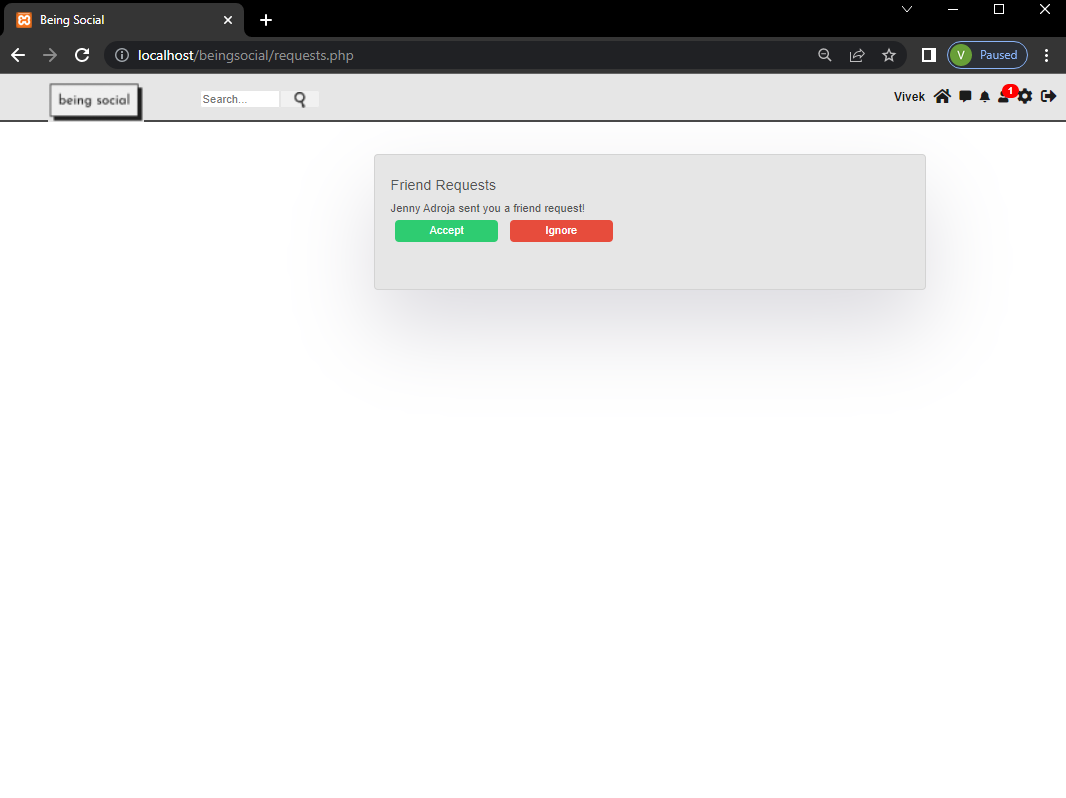 Being Social
localhost/beingsocial/requests.php
V Paused
being social
Search...
Vivek
1
Friend Requests
Jenny Adroja sent you a friend request!
Accept Ignore